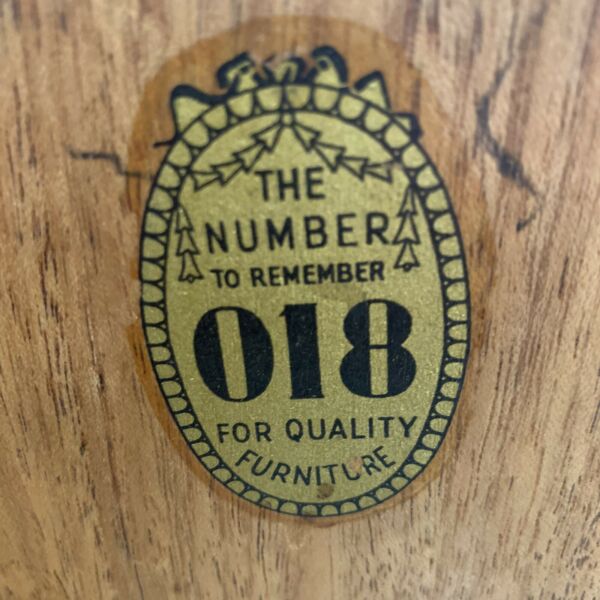 THE
NUMBER
TO REMEMBER
018
FOR QUALITY
FURNITURE